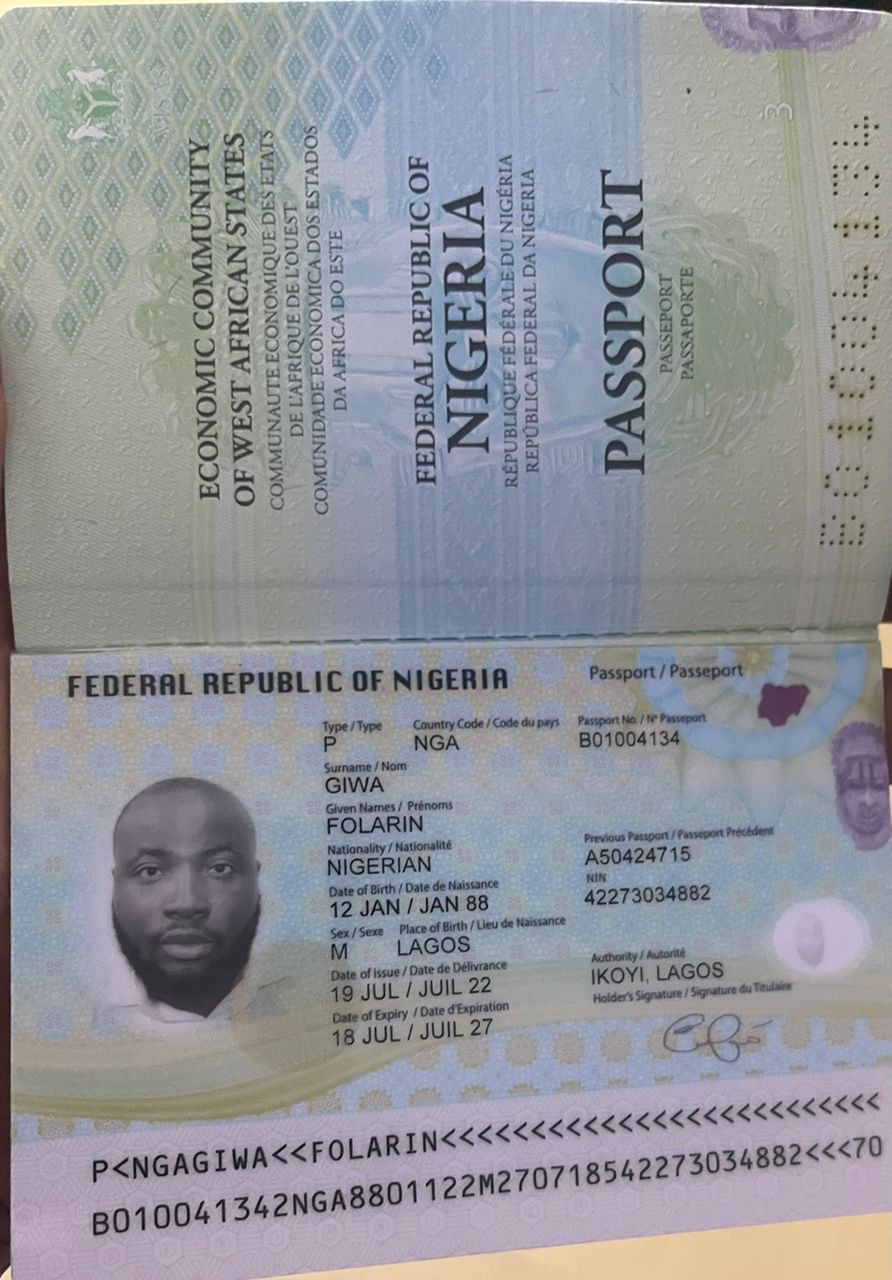 ECONOMIC COMMUNITY
OF WEST AFRICAN STATES
COMMUNAUTE ECONOMIQUE DES ETATS
DE L'AFRIQUE DE L'OUEST
COMUNIDADE ECONOMICA DOS ESTADOS
DA AFRICA DO ESTE
FEDERAL REPUBLIC OF
NIGERIA
RÉPUBLIQUE FÉDÉRALE DU NIGÉRIA
REPÚBLICA FEDERAL DA NIGERIA
PASSPORT
PASSEPORT
PASSAPORTE
3
B01004134
FEDERAL REPUBLIC OF NIGERIA
Passport / Passeport
Type / Type Country Code / Code du pays Passport No. / Nº Passeport
P NGA B01004134
Surname / Nom
GIWA
Given Names / Prénoms
FOLARIN
Nationality / Nationalité Previous Passport / Passeport Précédent
NIGERIAN A50424715
Date of Birth / Date de Naissance NIN
12 JAN / JAN 88 42273034882
Sex / Sexe Place of Birth / Lieu de Naissance
M LAGOS
Date of Issue / Date de Délivrance Authority / Autorité
19 JUL / JUIL 22 IKOYI, LAGOS
Date of Expiry / Date d'Expiration Holder's Signature / Signature du Titulaire
18 JUL / JUIL 27
P<NGAGIWA<<FOLARIN<<<<<<<<<<<<<<<<<<<<<<<<<<
B010041342NGA8801122M270718542273034882<<<70